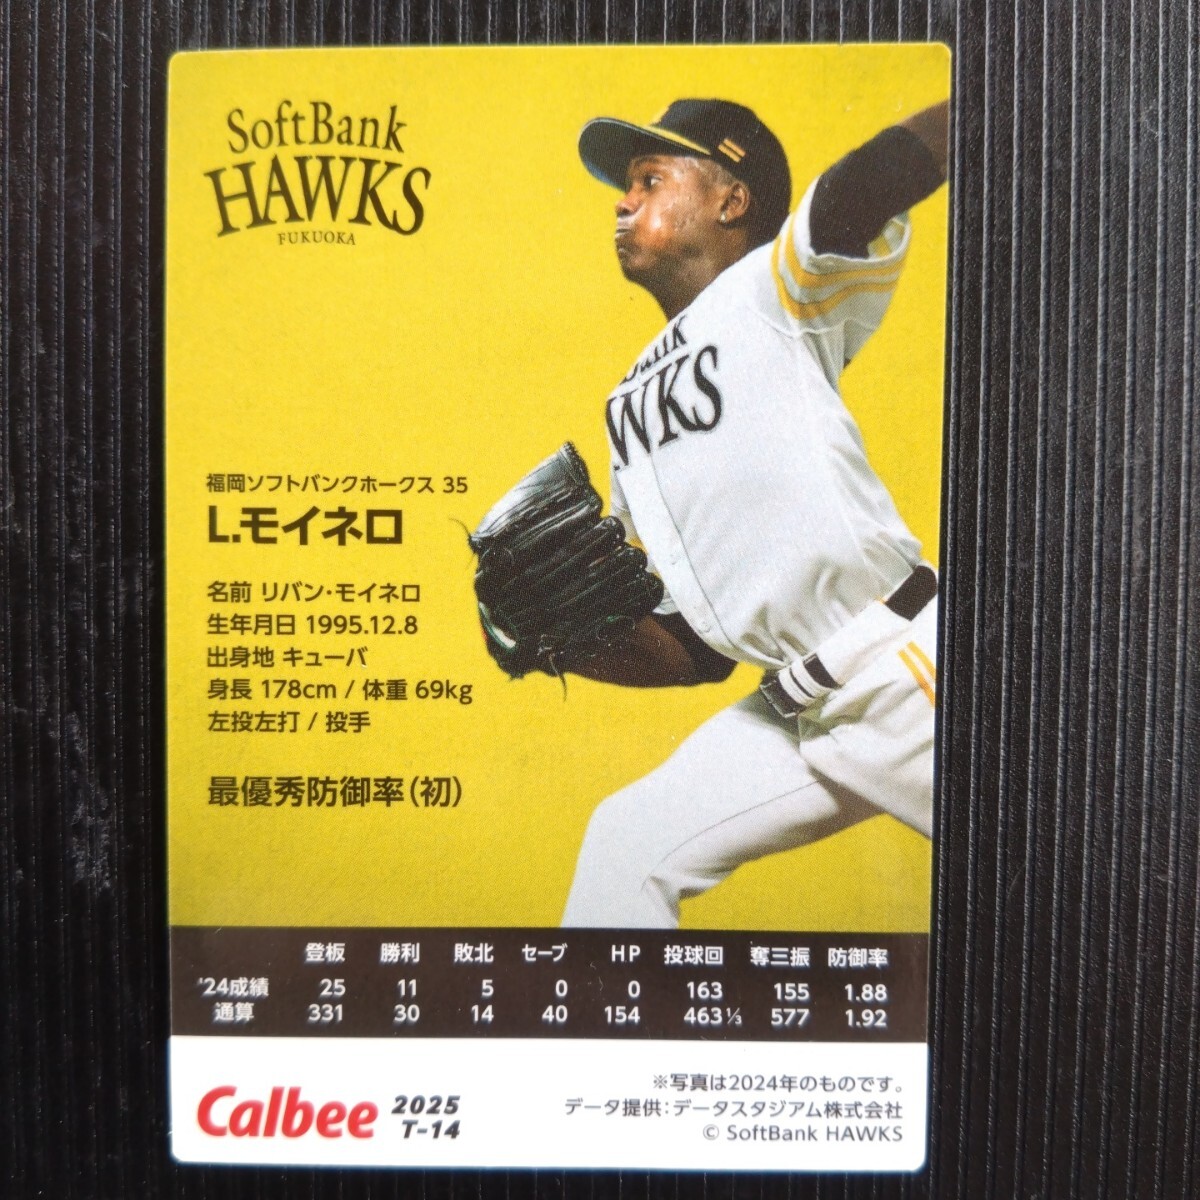 SoftBank
HAWKS
FUKUOKA
Bank
WKS
福岡ソフトバンクホークス 35
L.モイネロ
名前 リバン・モイネロ
生年月日 1995.12.8
出身地 キューバ
身長 178cm / 体重 69kg
左投左打 / 投手
最優秀防御率(初)
登板 勝利 敗北 セーブ HP 投球回 奪三振 防御率
'24成績 25 11 5 0 0 163 155 1.88
通算 331 30 14 40 154 463⅓ 577 1.92
Calbee 2025
T-14
※写真は2024年のものです。
データ提供:データスタジアム株式会社
© SoftBank HAWKS